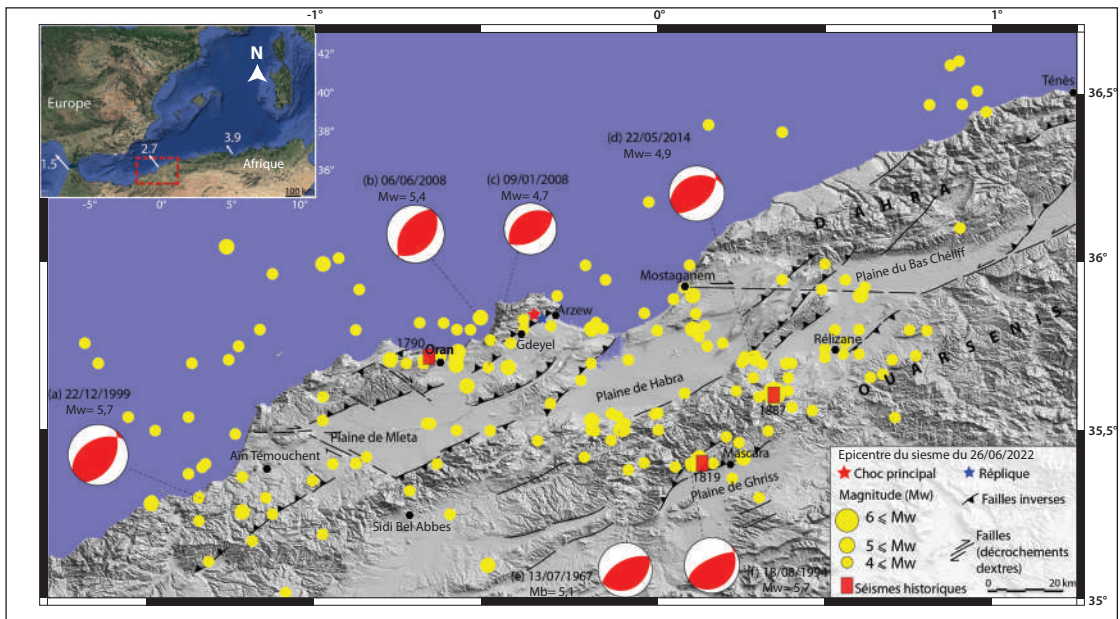 -1°
0°
1°
N
42°
40°
38°
36°
Europe
3.9
2.7
1.5
Afrique
100 km
-5°
0°
5°
10°
Ténès
36,5°
(d) 22/05/2014
Mw= 4,9
(b) 06/06/2008
Mw= 5,4
(c) 09/01/2008
Mw= 4,7
DAHRA
36°
Plaine du Bas Chéliff
Mostaganem
Arzew
Gdeyel
1790
Oran
Rélizane
OUARSENIS
(a) 22/12/1999
Mw= 5,7
Plaine de Habra
1887
Plaine de Mleta
35,5°
Aïn Témouchent
Mascara
1819
Plaine de Ghriss
Sidi Bel Abbes
(e) 13/07/1967
Mb= 5,1
(f) 18/08/1994
Mw= 5,7
Epicentre du siesme du 26/06/2022
Choc principal
Réplique
Magnitude (Mw)
Failles inverses
6 ⩽ Mw
5 ⩽ Mw
4 ⩽ Mw
Failles
(décrochements
dextres)
Séismes historiques
0
20 km
35°